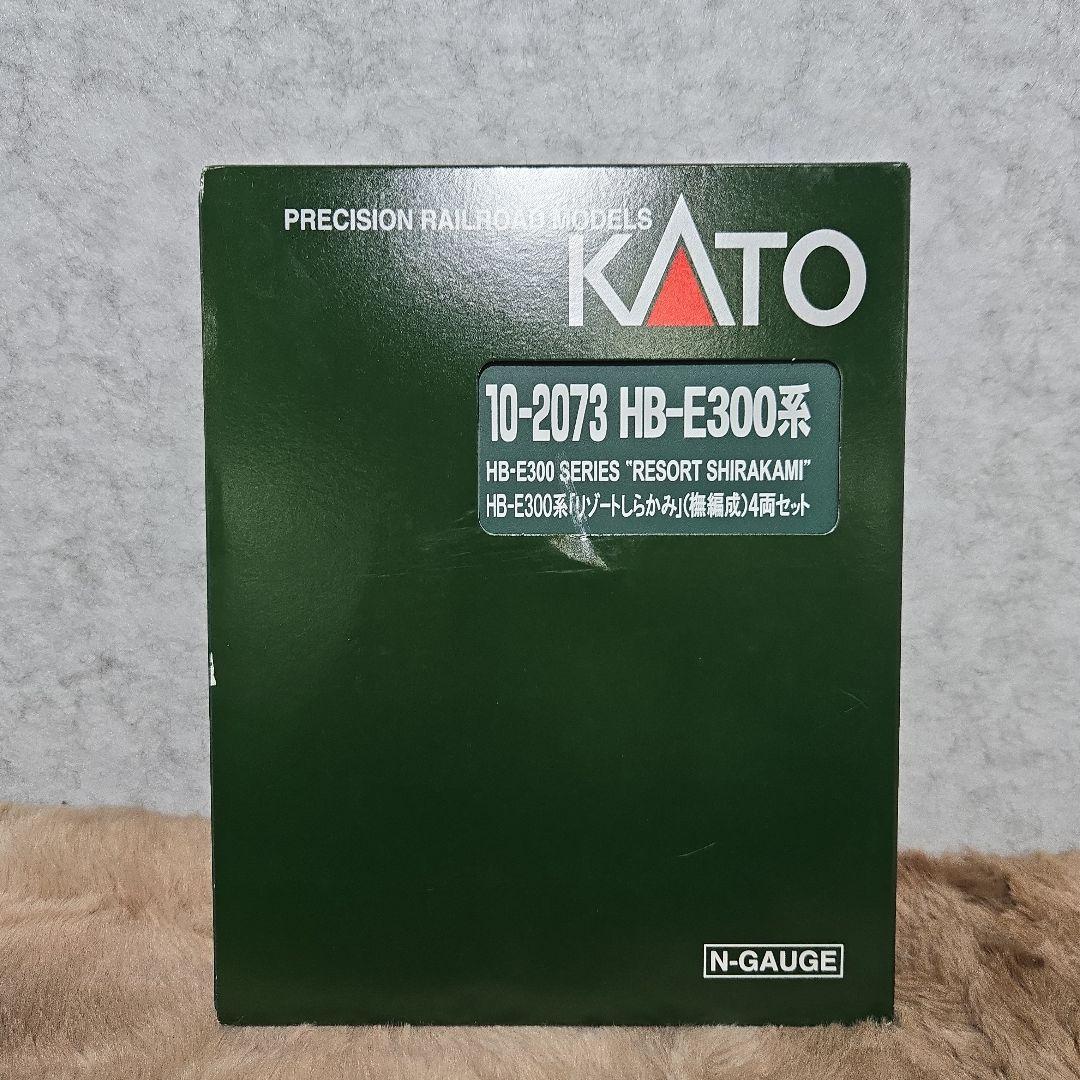 PRECISION RAILROAD MODELS
KATO
10-2073 HB-E300系
HB-E300 SERIES "RESORT SHIRAKAMI"
HB-E300系「リゾートしらかみ」(橅編成)4両セット
N-GAUGE